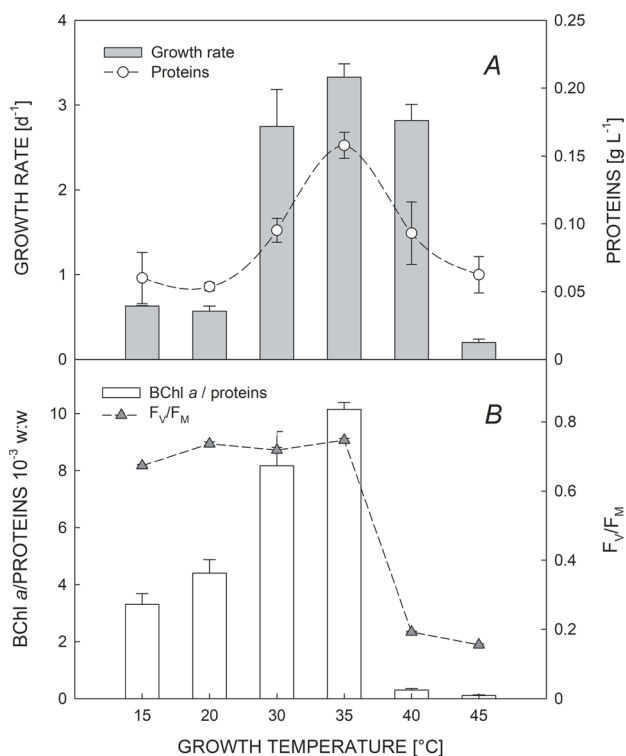 4
3
2
1
0
GROWTH RATE [d⁻¹]
Growth rate
Proteins
A
0.25
0.20
0.15
0.10
0.05
0
PROTEINS [g L⁻¹]
10
8
6
4
2
0
BChl a/PROTEINS 10⁻³ w:w
BChl a / proteins
Fᵥ/Fᴍ
B
0.8
0.6
0.4
0.2
0
Fᵥ/Fᴍ
15 20 30 35 40 45
GROWTH TEMPERATURE [°C]